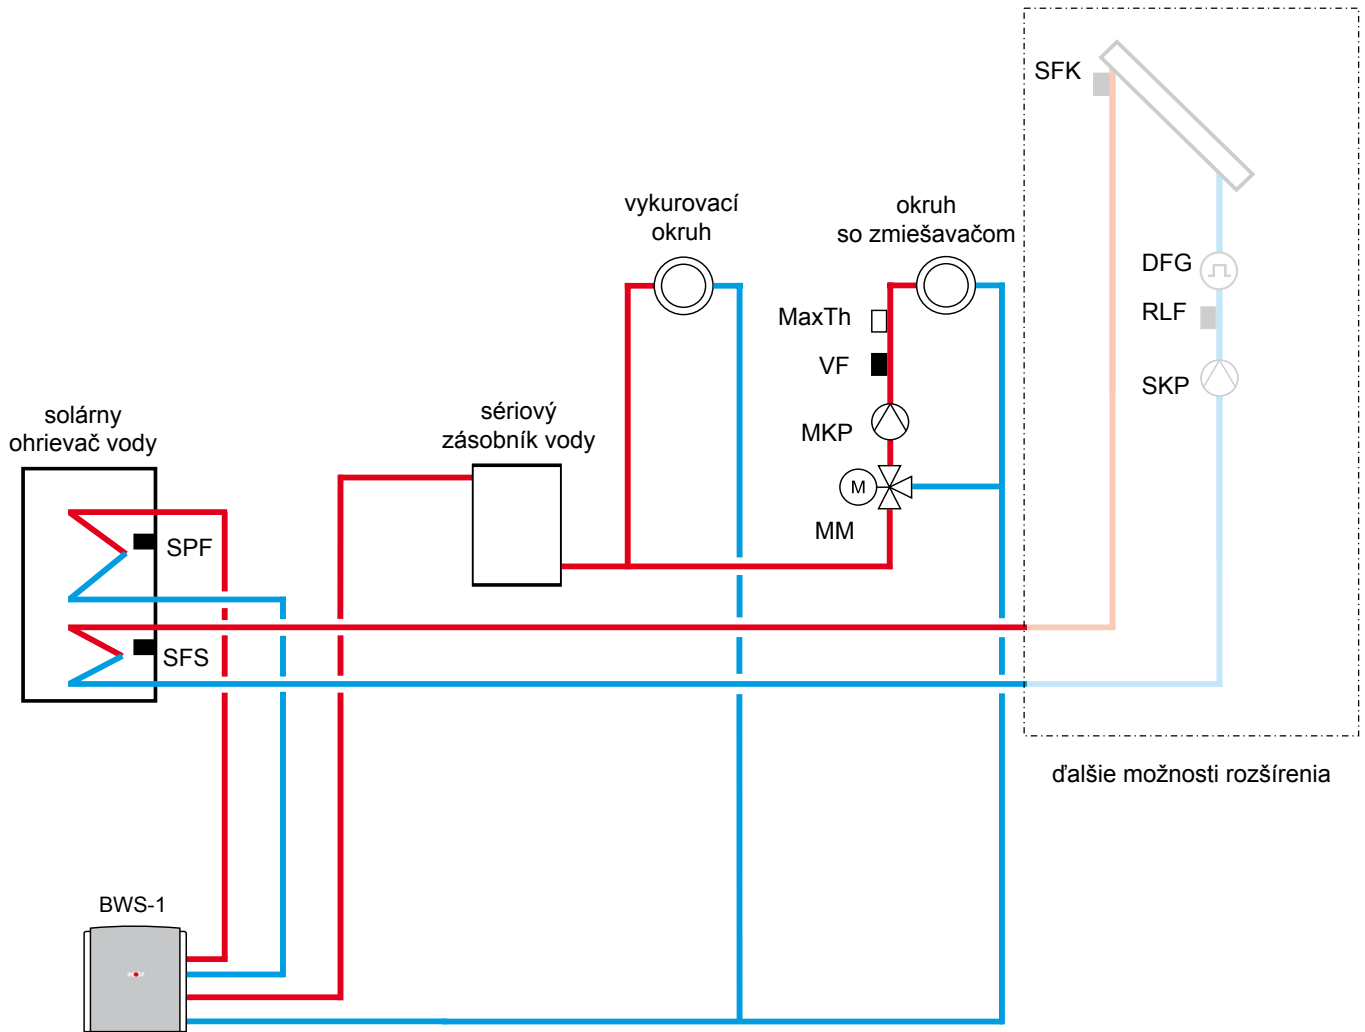 SFK
vykurovací
okruh
okruh
so zmiešavačom
DFG
MaxTh
RLF
VF
SKP
solárny
ohrievač vody
sériový
zásobník vody
MKP
M
MM
SPF
SFS
ďalšie možnosti rozšírenia
BWS-1